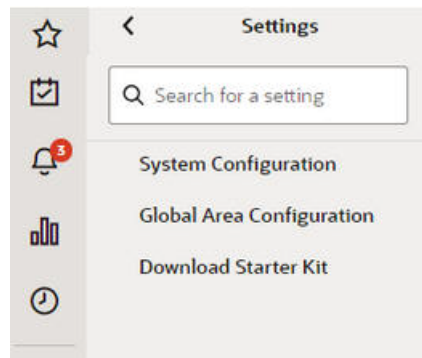 Settings
Search for a setting
3
System Configuration
Global Area Configuration
Download Starter Kit